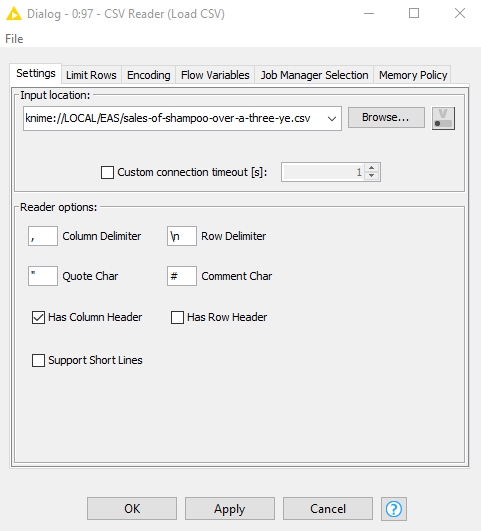 Dialog - 0:97 - CSV Reader (Load CSV)
File
Settings Limit Rows Encoding Flow Variables Job Manager Selection Memory Policy
Input location:
knime://LOCAL/EAS/sales-of-shampoo-over-a-three-ye.csv Browse... V
Custom connection timeout [s]: 1
Reader options:
, Column Delimiter \n Row Delimiter
" Quote Char # Comment Char
Has Column Header Has Row Header
Support Short Lines
OK Apply Cancel ?